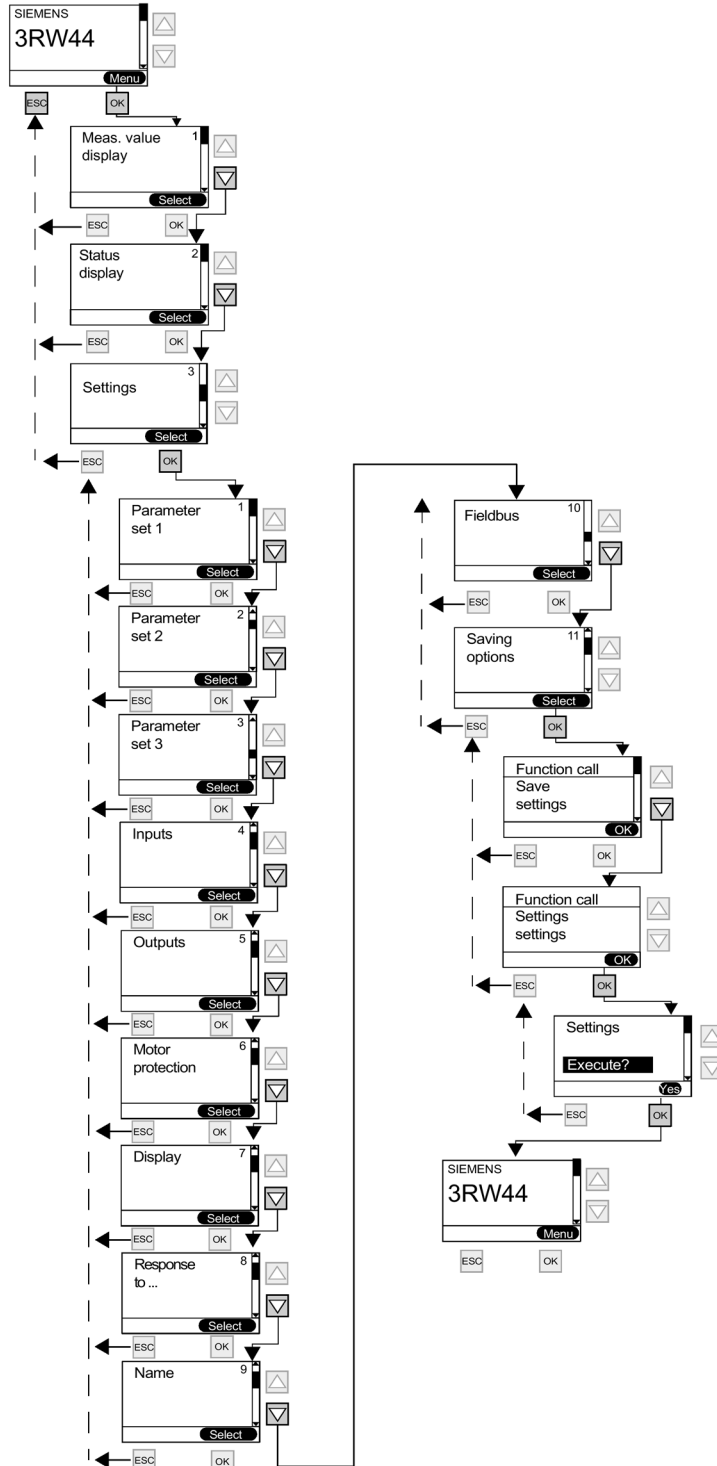 SIEMENS
3RW44
Menu
ESC
OK
Meas. value
display
1
Select
ESC
OK
Status
display
2
Select
ESC
OK
Settings
3
Select
ESC
OK
Parameter
set 1
1
Select
ESC
OK
Parameter
set 2
2
Select
ESC
OK
Parameter
set 3
3
Select
ESC
OK
Inputs
4
Select
ESC
OK
Outputs
5
Select
ESC
OK
Motor
protection
6
Select
ESC
OK
Display
7
Select
ESC
OK
Response
to ...
8
Select
ESC
OK
Name
9
Select
ESC
OK
Fieldbus
10
Select
ESC
OK
Saving
options
11
Select
ESC
OK
Function call
Save
settings
OK
ESC
OK
Function call
Settings
settings
OK
ESC
OK
Settings
Execute?
Yes
ESC
OK
SIEMENS
3RW44
Menu
ESC
OK